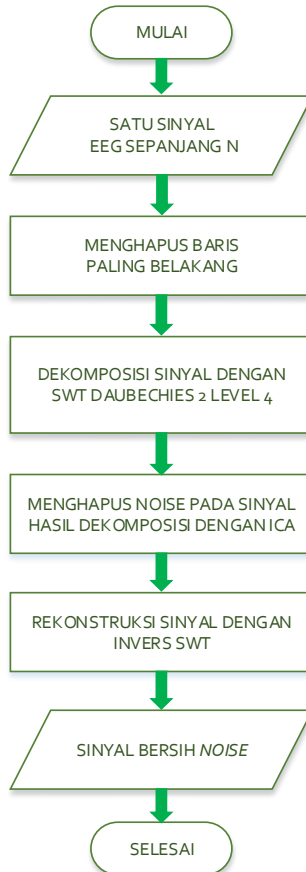 MULAI
SATU SINYAL
EEG SEPANJANG N
MENGHAPUS BARIS
PALING BELAKANG
DEKOMPOSISI SINYAL DENGAN
SWT DAUBECHIES 2 LEVEL 4
MENGHAPUS NOISE PADA SINYAL
HASIL DEKOMPOSISI DENGAN ICA
REKONSTRUKSI SINYAL DENGAN
INVERS SWT
SINYAL BERSIH NOISE
SELESAI